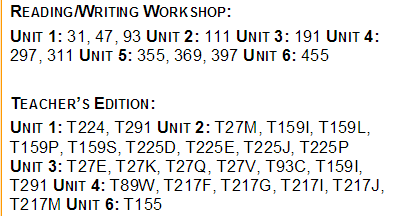 READING/WRITING WORKSHOP:
UNIT 1: 31, 47, 93 UNIT 2: 111 UNIT 3: 191 UNIT 4:
297, 311 UNIT 5: 355, 369, 397 UNIT 6: 455
TEACHER'S EDITION:
UNIT 1: T224, T291 UNIT 2: T27M, T159I, T159L,
T159P, T159S, T225D, T225E, T225J, T225P
UNIT 3: T27E, T27K, T27Q, T27V, T93C, T159I,
T291 UNIT 4: T89W, T217F, T217G, T217I, T217J,
T217M UNIT 6: T155